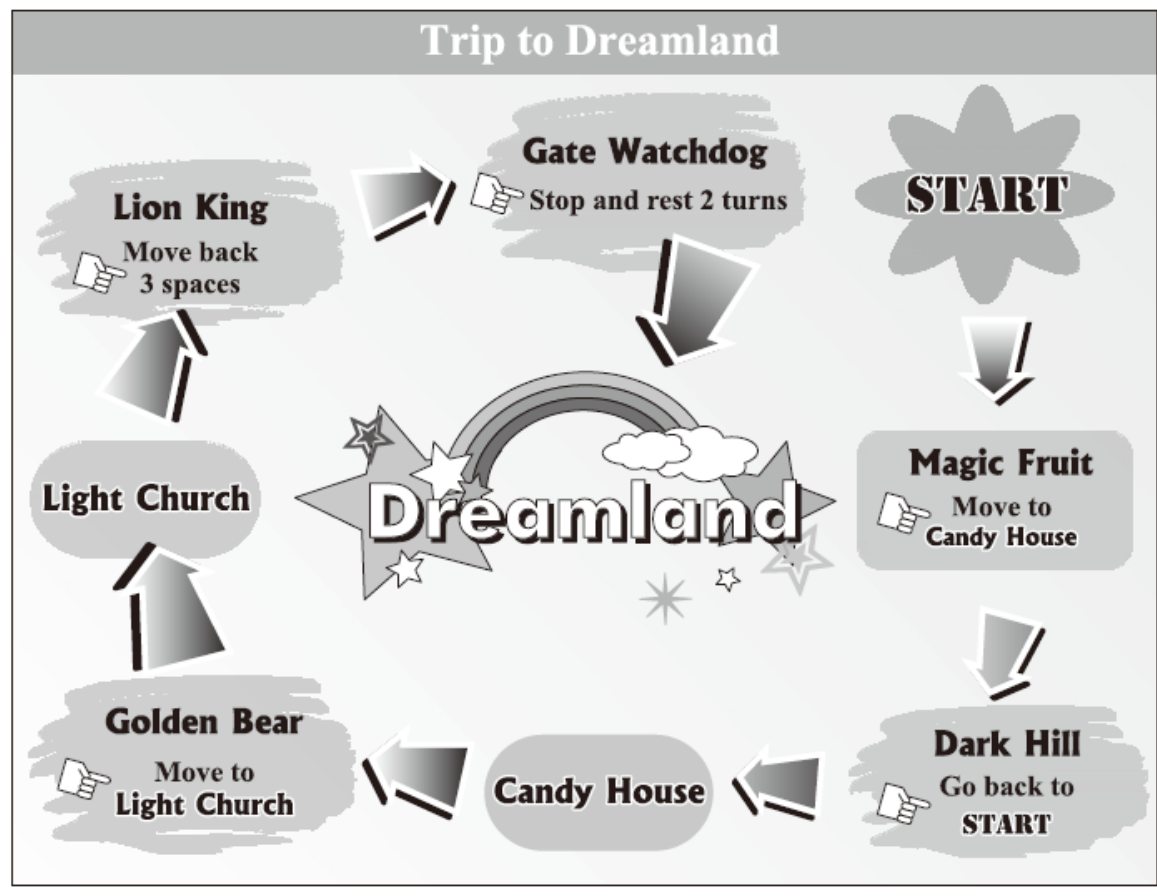 Trip to Dreamland
START
Magic Fruit
Move to
Candy House
Dark Hill
Go back to
START
Candy House
Golden Bear
Move to
Light Church
Light Church
Lion King
Move back
3 spaces
Gate Watchdog
Stop and rest 2 turns
Dreamland